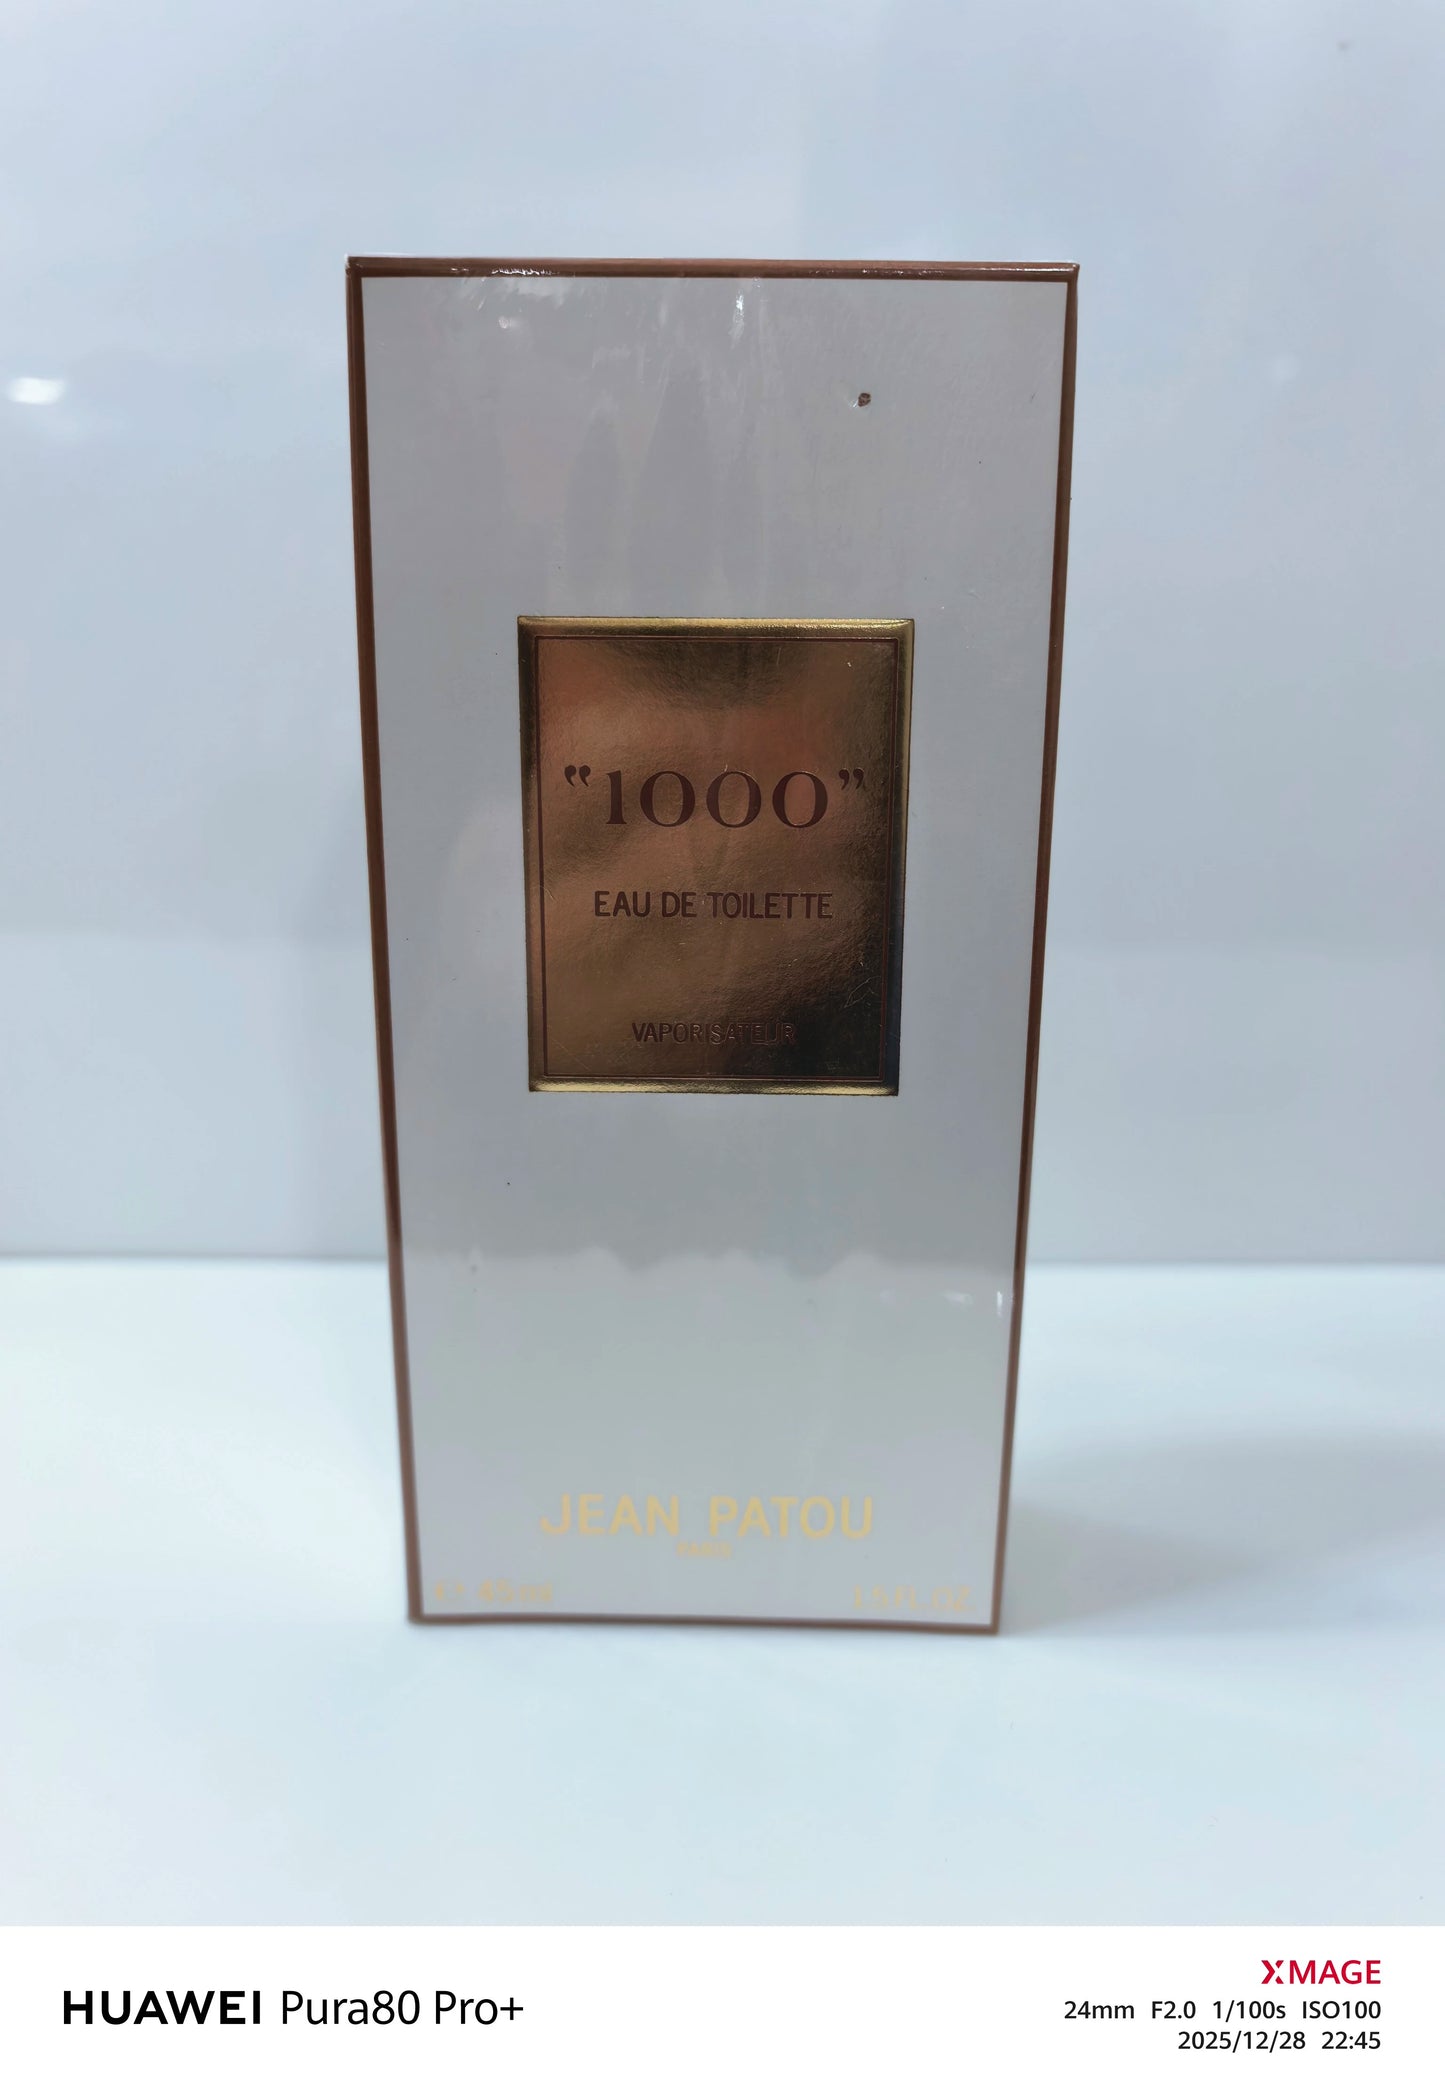 "1000"
EAU DE TOILETTE
VAPORISATEUR
JEAN PATOU
PARIS
e 45 ml 1.5 FL.OZ.
HUAWEI Pura80 Pro+
XMAGE
24mm F2.0 1/100s ISO100
2025/12/28 22:45